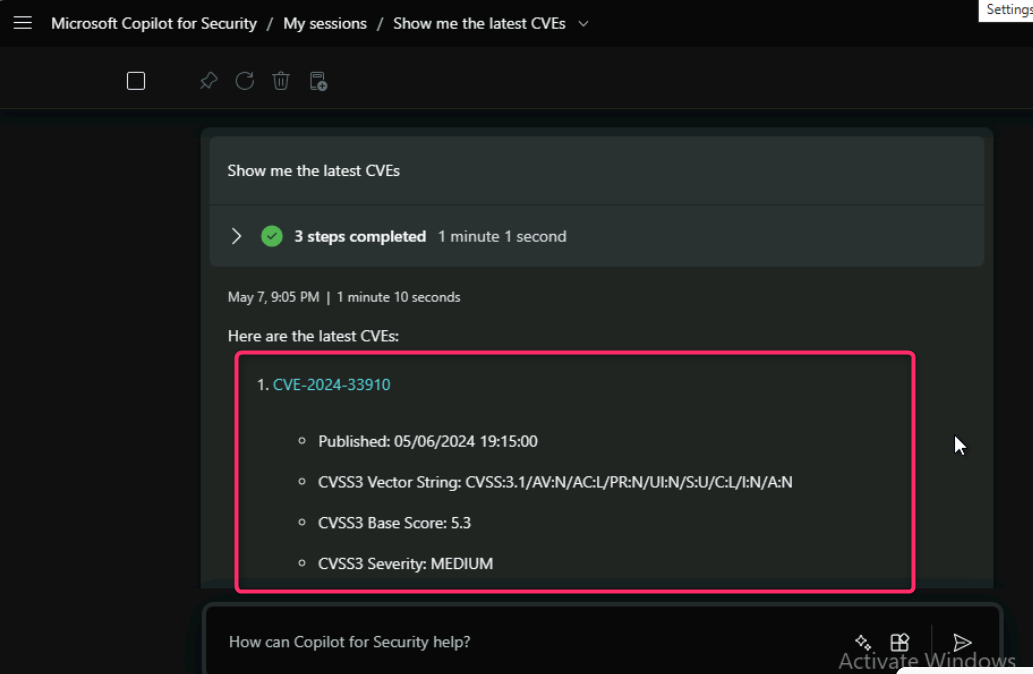 Microsoft Copilot for Security / My sessions / Show me the latest CVEs
Settings
Show me the latest CVEs
3 steps completed 1 minute 1 second
May 7, 9:05 PM | 1 minute 10 seconds
Here are the latest CVEs:
1. CVE-2024-33910
Published: 05/06/2024 19:15:00
CVSS3 Vector String: CVSS:3.1/AV:N/AC:L/PR:N/UI:N/S:U/C:L/I:N/A:N
CVSS3 Base Score: 5.3
CVSS3 Severity: MEDIUM
How can Copilot for Security help?
Activate Windows